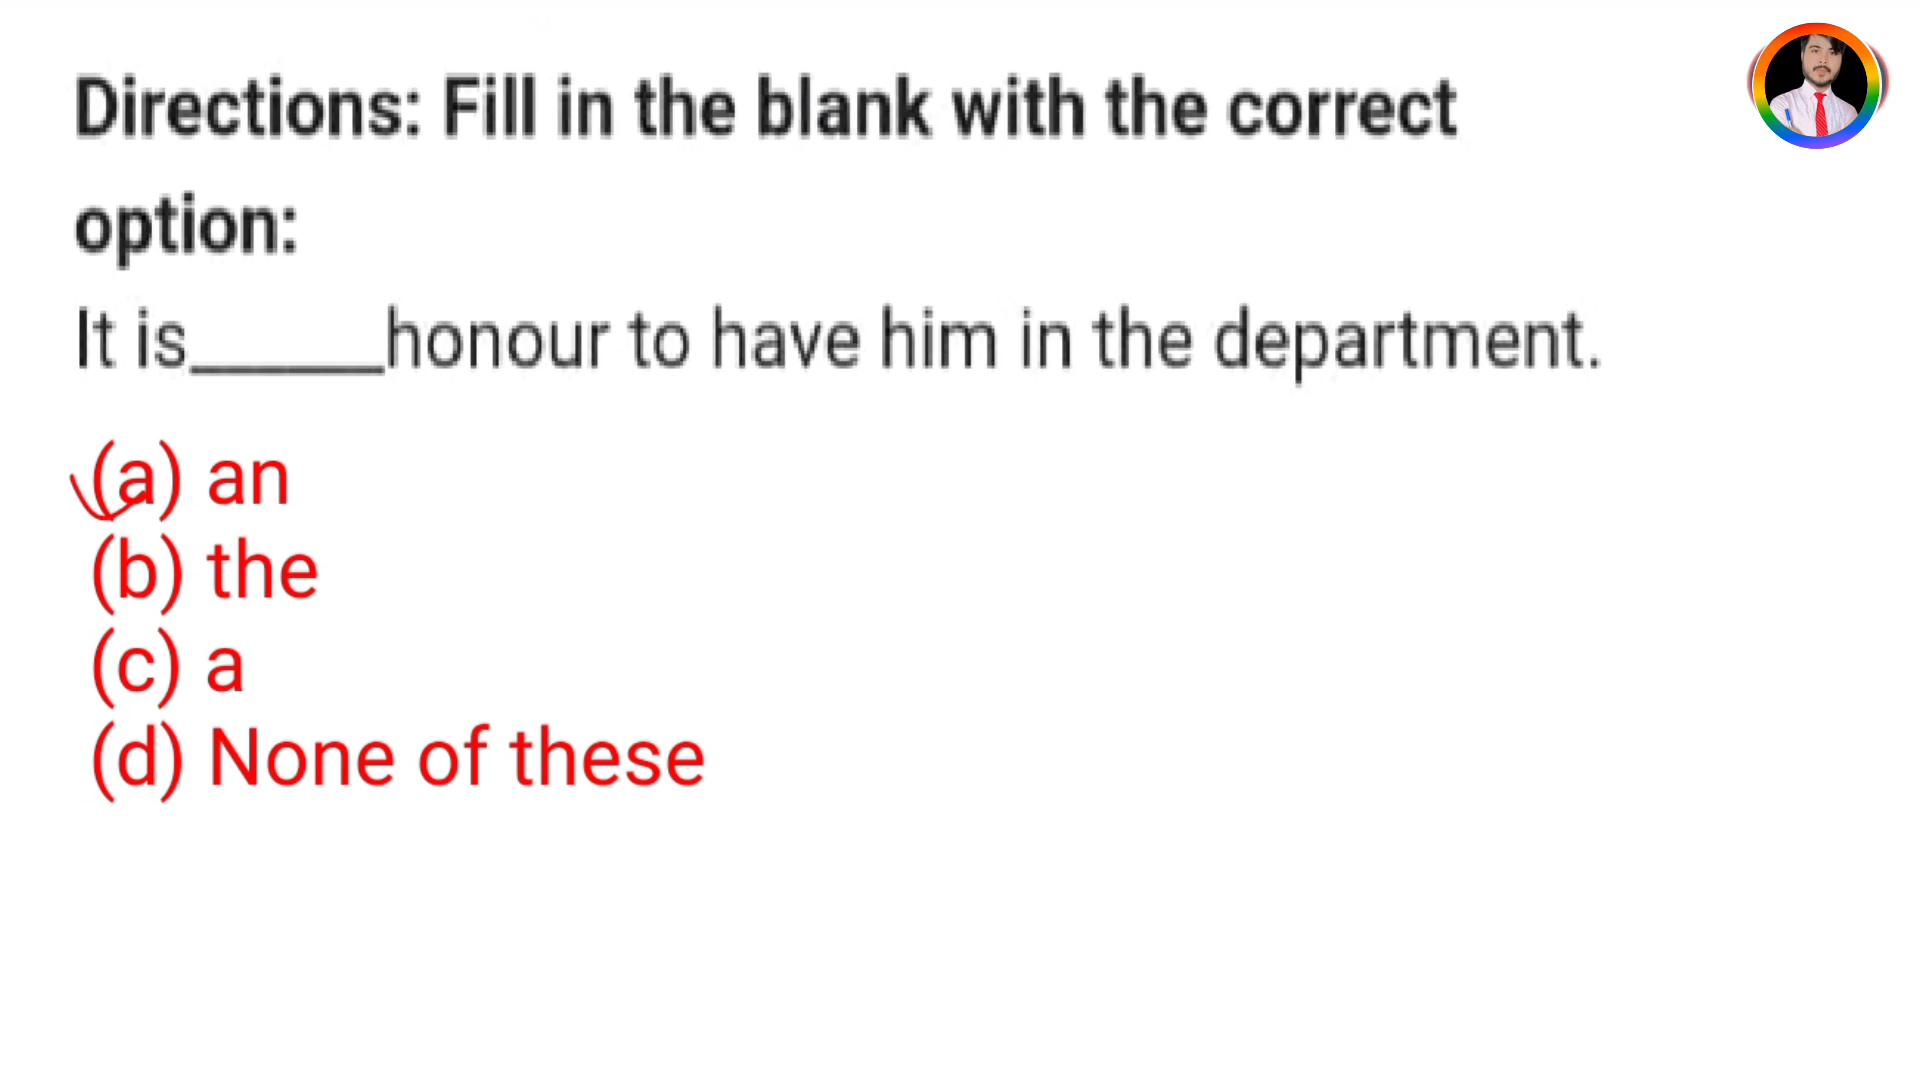 Directions: Fill in the blank with the correct
option:
It is______honour to have him in the department.
(a) an
(b) the
(c) a
(d) None of these